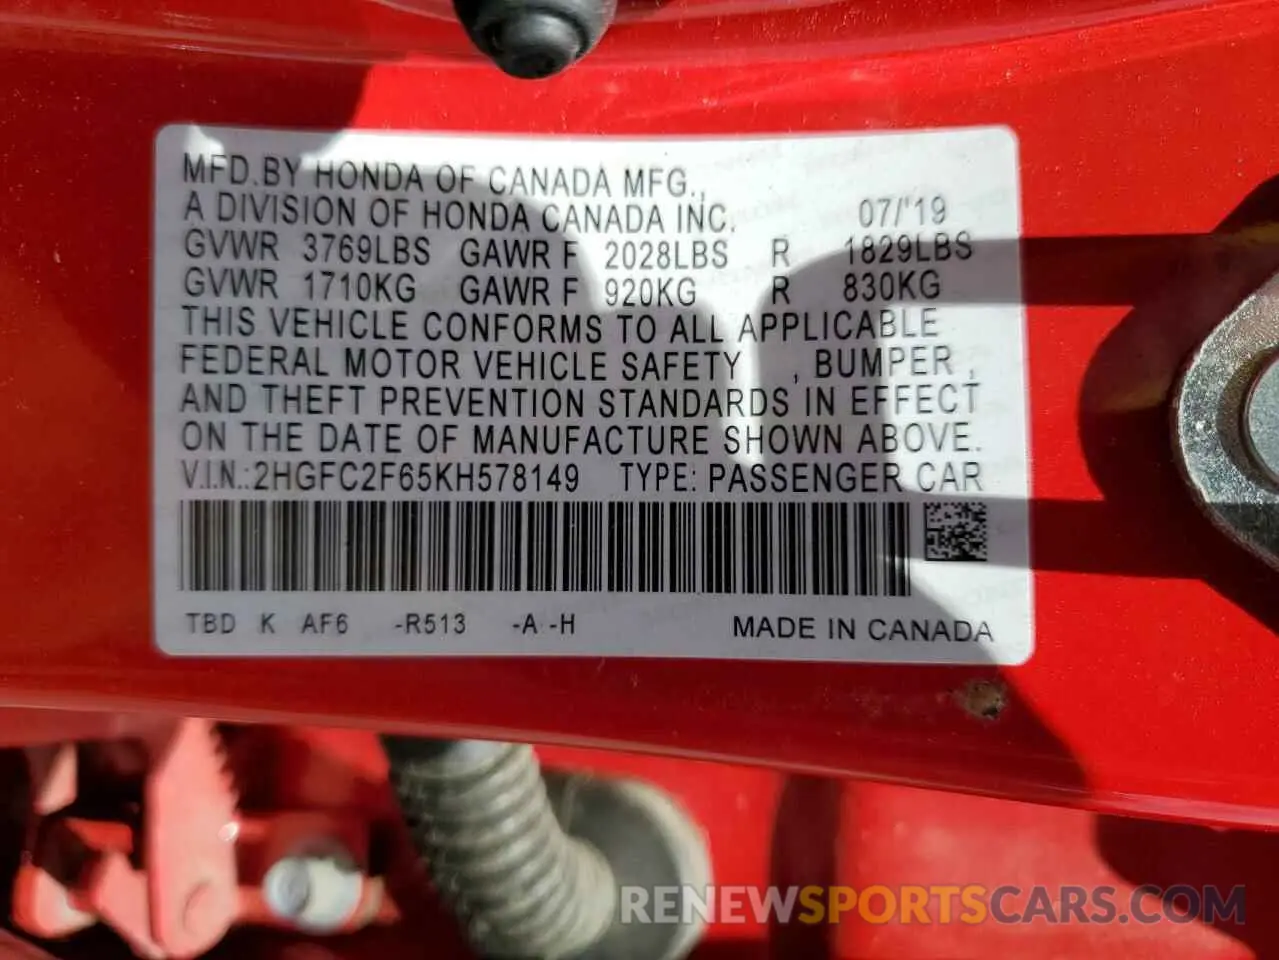 MFD.BY HONDA OF CANADA MFG.,
A DIVISION OF HONDA CANADA INC. 07/'19
GVWR 3769LBS GAWR F 2028LBS R 1829LBS
GVWR 1710KG GAWR F 920KG R 830KG
THIS VEHICLE CONFORMS TO ALL APPLICABLE
FEDERAL MOTOR VEHICLE SAFETY , BUMPER ,
AND THEFT PREVENTION STANDARDS IN EFFECT
ON THE DATE OF MANUFACTURE SHOWN ABOVE.
V.I.N.:2HGFC2F65KH578149 TYPE: PASSENGER CAR
TBD K AF6 -R513 -A -H MADE IN CANADA
RENEWSPORTSCARS.COM